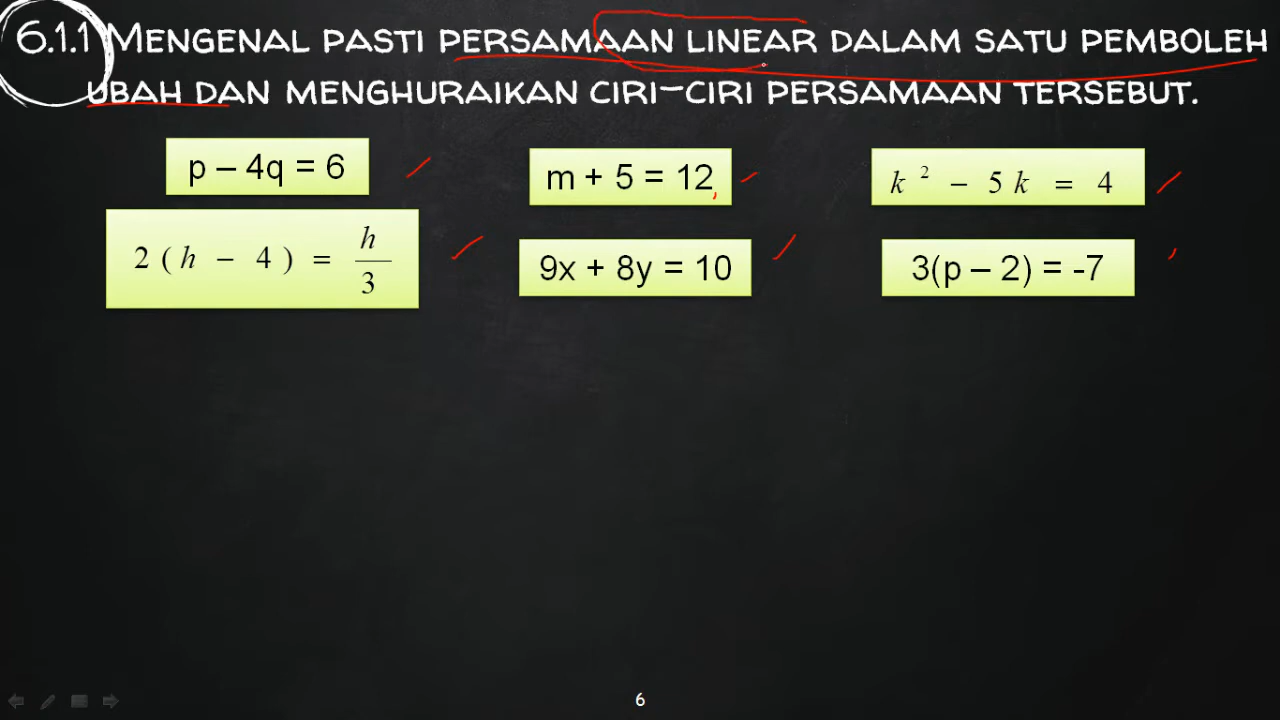 6.1.1 MENGENAL PASTI PERSAMAAN LINEAR DALAM SATU PEMBOLEH
UBAH DAN MENGHURAIKAN CIRI-CIRI PERSAMAAN TERSEBUT.
p – 4q = 6
m + 5 = 12
k² − 5k = 4
2(h − 4) = h/3
9x + 8y = 10
3(p – 2) = -7
6